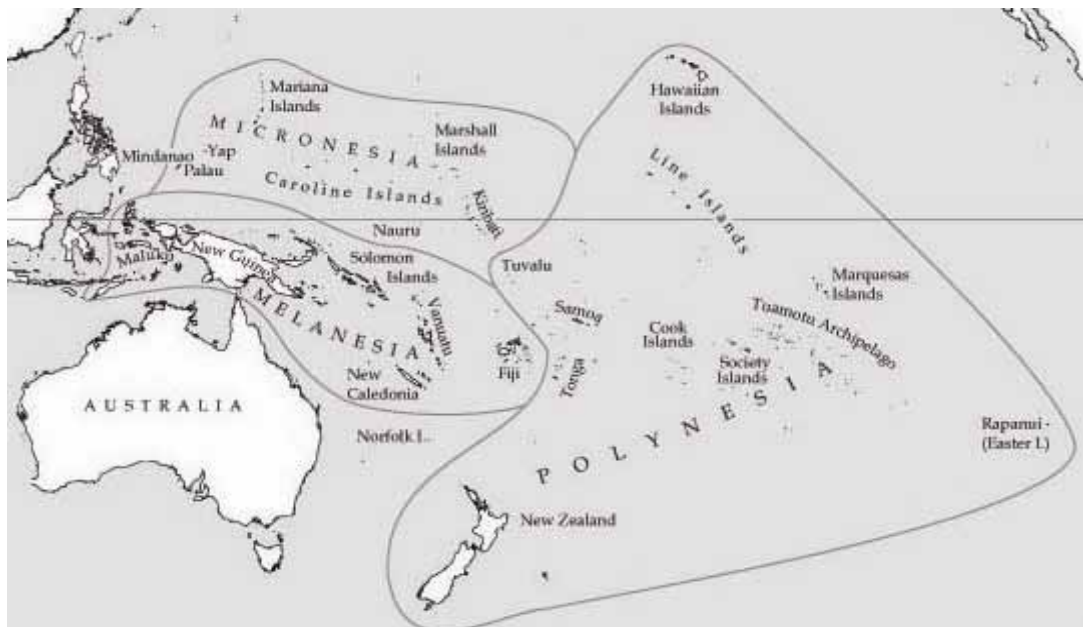 Hawaiian
Islands
Mariana
Islands
MICRONESIA
Marshall
Islands
Mindanao
Yap
Palau
Caroline Islands
Line Islands
Kiribati
Nauru
Maluku
New Guinea
Solomon
Islands
Tuvalu
MELANESIA
Vanuatu
Samoa
Marquesas
Islands
Tuamotu Archipelago
Cook
Islands
Society
Islands
Fiji
Tonga
New
Caledonia
AUSTRALIA
Norfolk I.
POLYNESIA
Rapanui -
(Easter I.)
New Zealand